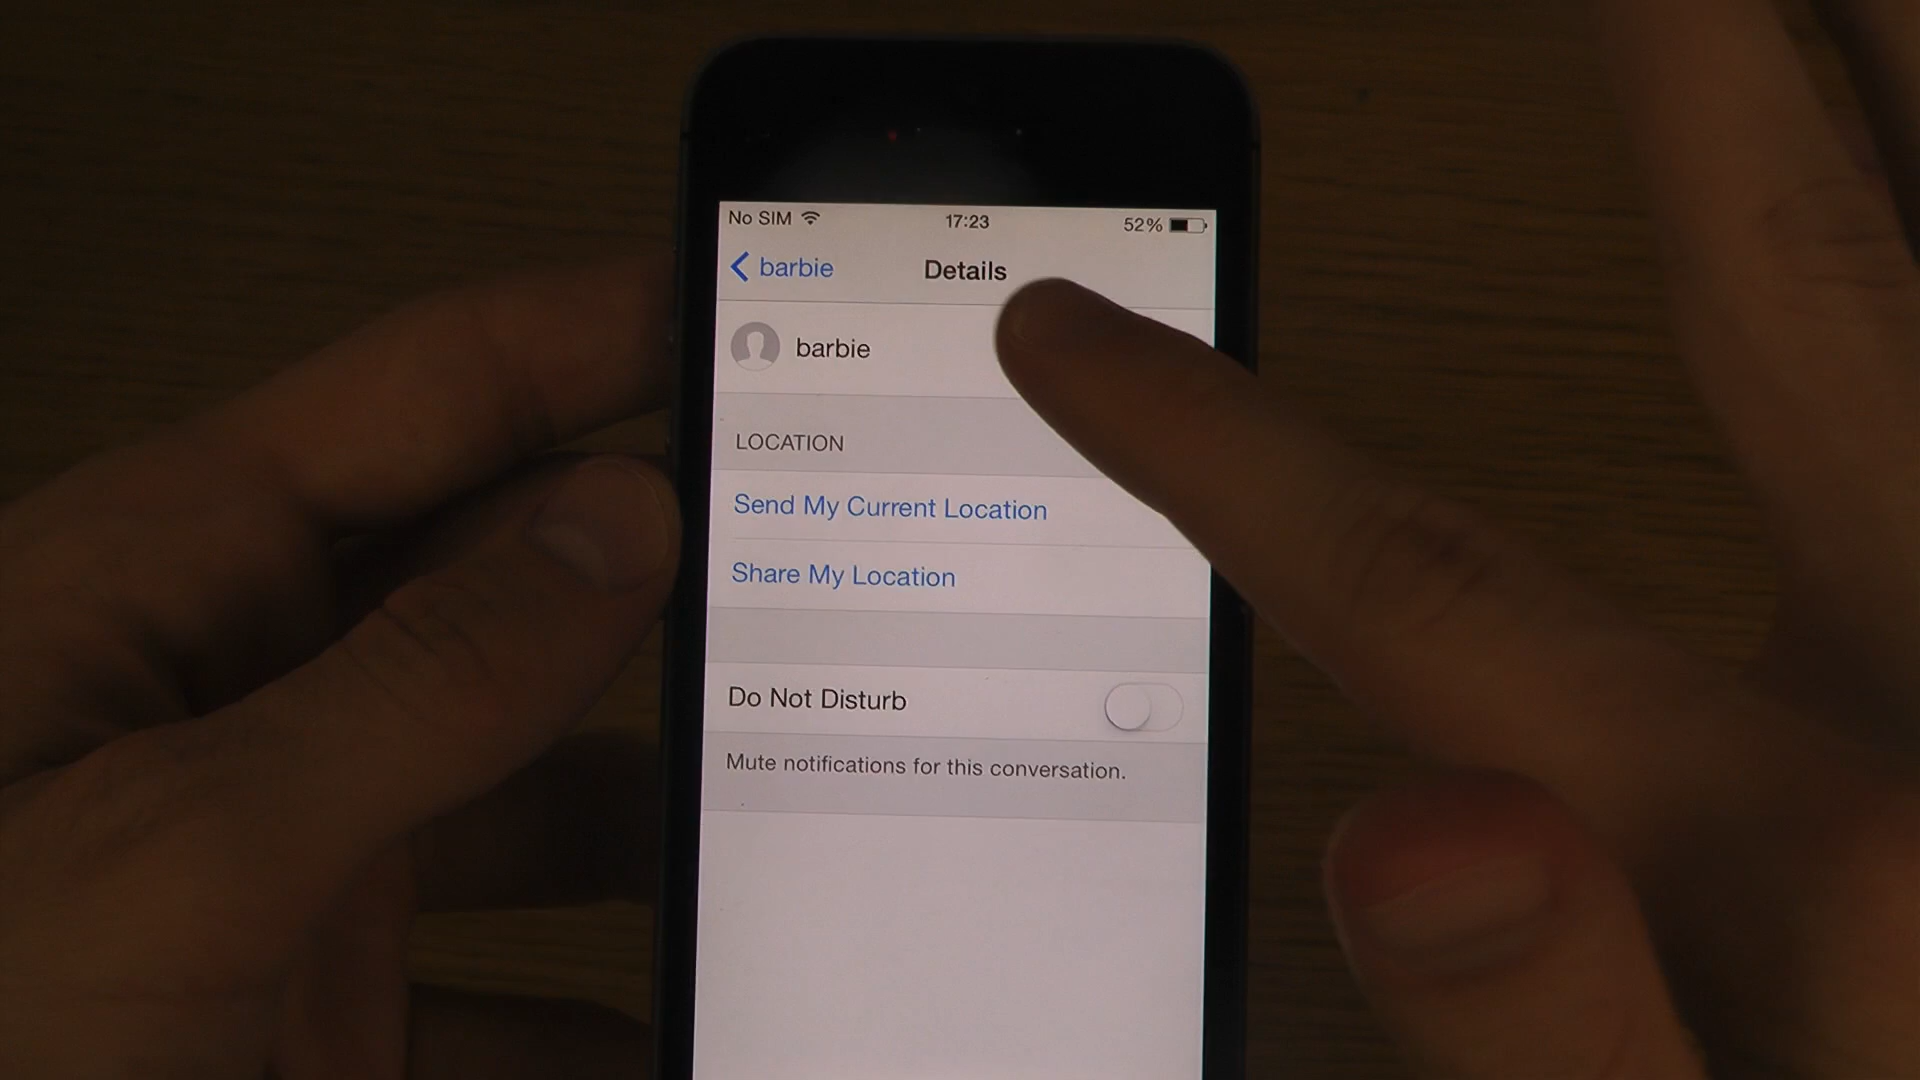 No SIM 17:23 52%
barbie Details
barbie
LOCATION
Send My Current Location
Share My Location
Do Not Disturb
Mute notifications for this conversation.